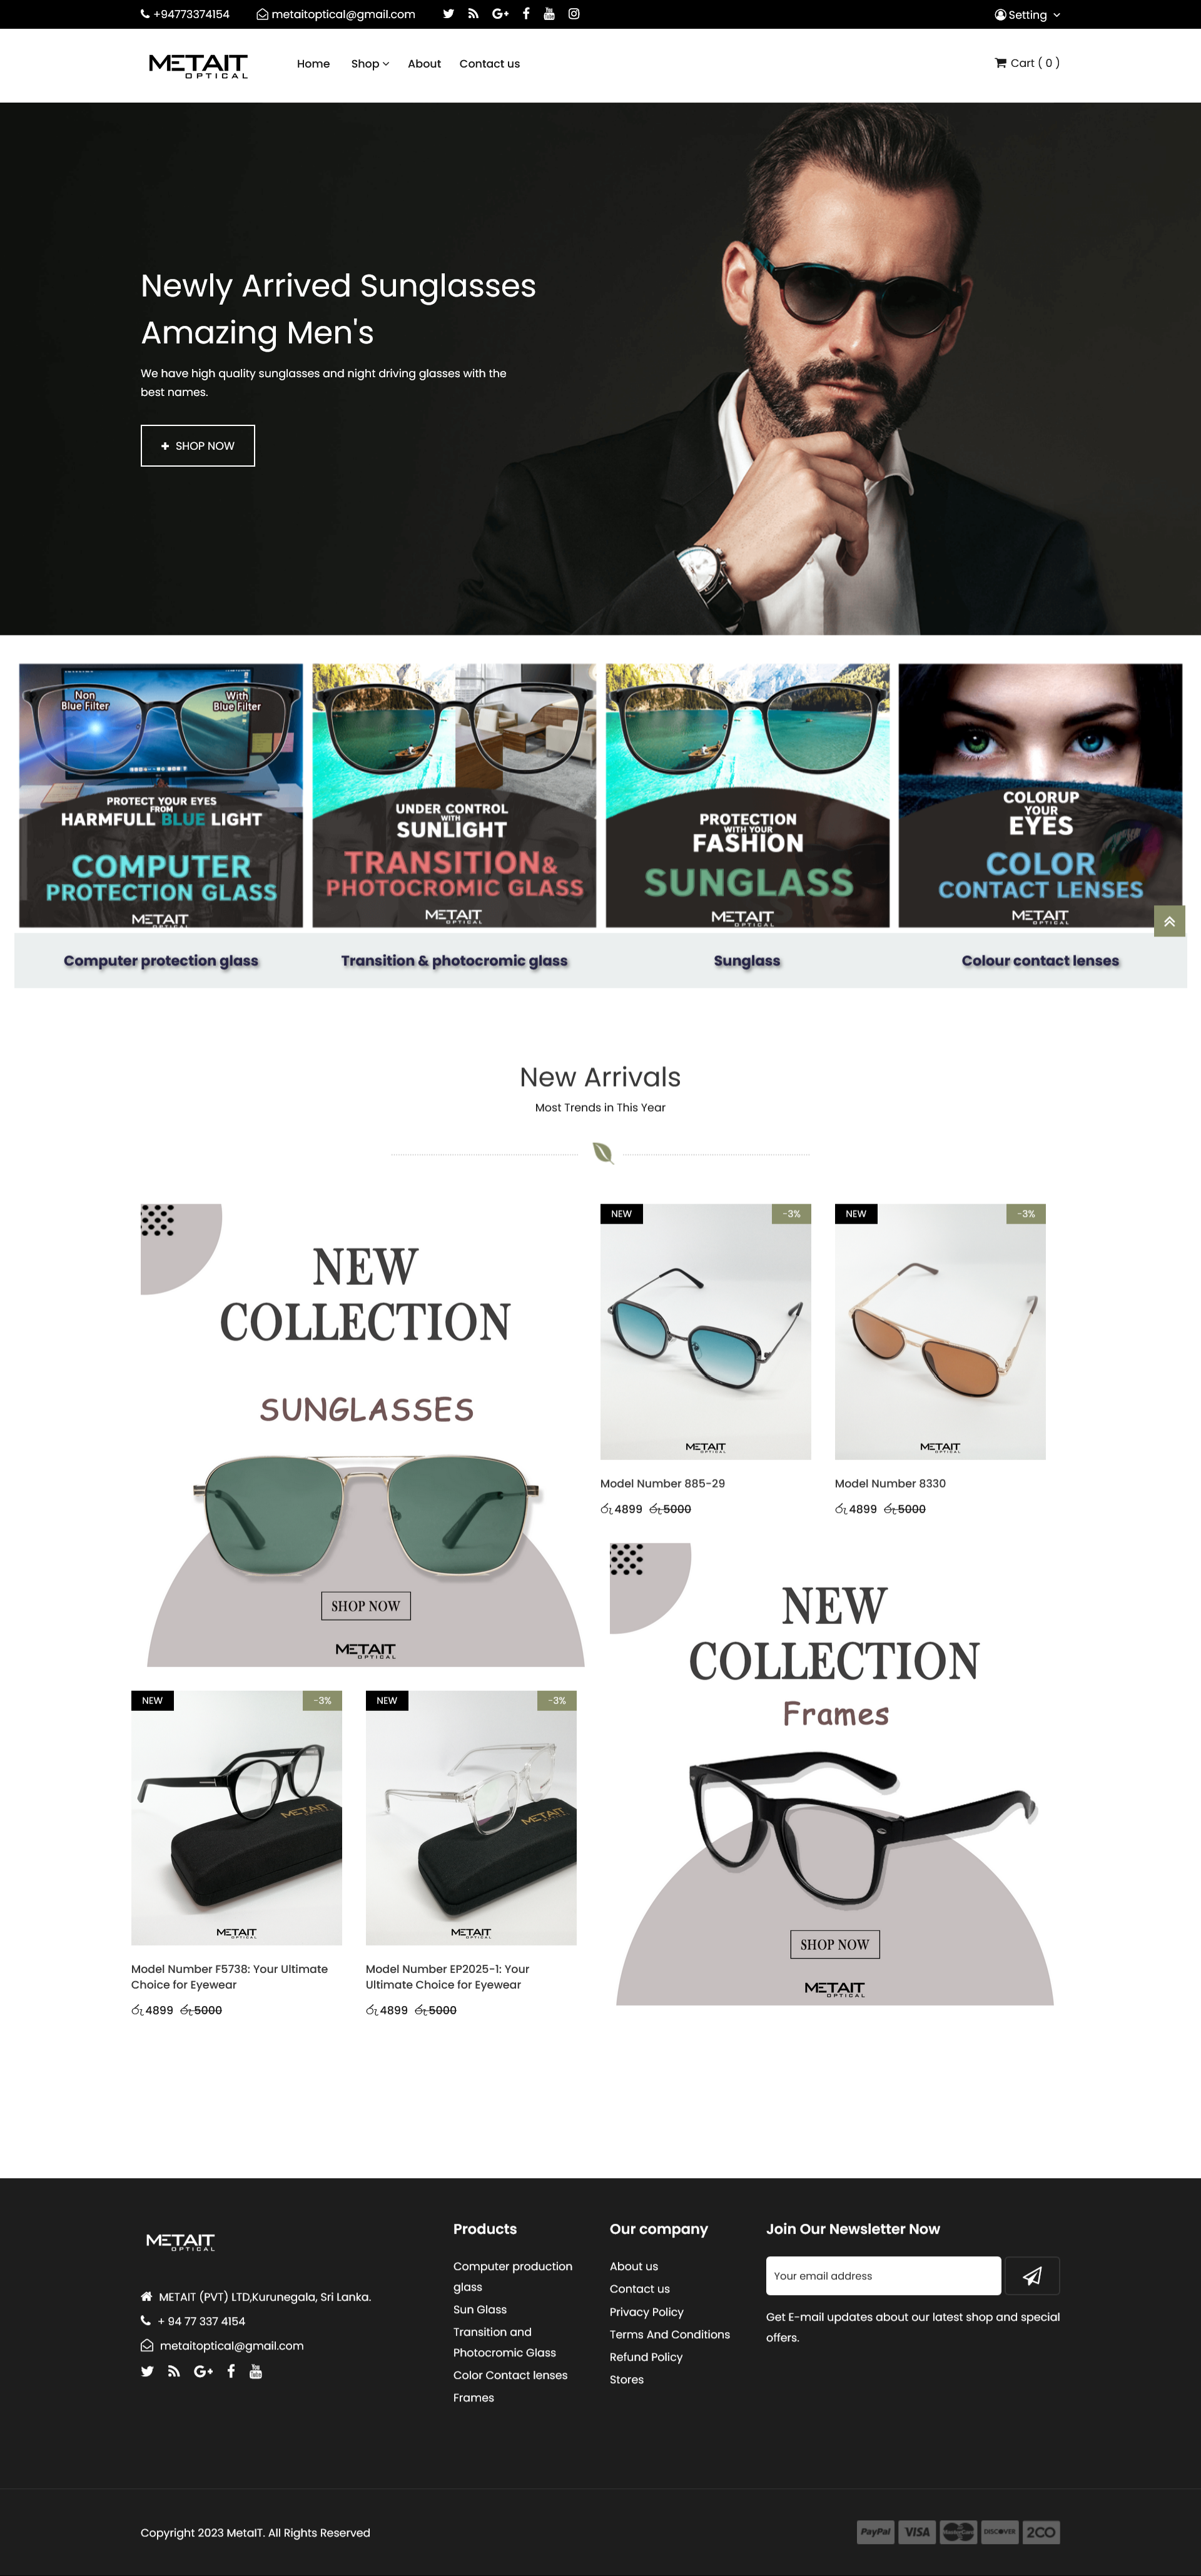 +94773374154
metaitoptical@gmail.com
Setting
METAIT
OPTICAL
Home
Shop
About
Contact us
Cart ( 0 )
Newly Arrived Sunglasses
Amazing Men's
We have high quality sunglasses and night driving glasses with the
best names.
SHOP NOW
Non
Blue Filter
With
Blue Filter
PROTECT YOUR EYES
FROM
HARMFULL BLUE LIGHT
COMPUTER
PROTECTION GLASS
METAIT
OPTICAL
UNDER CONTROL
WITH
SUNLIGHT
TRANSITION&
PHOTOCROMIC GLASS
METAIT
OPTICAL
PROTECTION
WITH YOUR
FASHION
SUNGLASS
METAIT
OPTICAL
COLORUP
YOUR
EYES
COLOR
CONTACT LENSES
METAIT
OPTICAL
Computer protection glass
Transition & photocromic glass
Sunglass
Colour contact lenses
New Arrivals
Most Trends in This Year
NEW
COLLECTION
SUNGLASSES
SHOP NOW
METAIT
OPTICAL
NEW
-3%
METAIT
OPTICAL
Model Number 885-29
රු4899 රු5000
NEW
-3%
METAIT
OPTICAL
Model Number 8330
රු4899 රු5000
NEW
COLLECTION
Frames
SHOP NOW
METAIT
OPTICAL
NEW
-3%
METAIT
METAIT
OPTICAL
Model Number F5738: Your Ultimate
Choice for Eyewear
රු4899 රු5000
NEW
-3%
METAIT
METAIT
OPTICAL
Model Number EP2025-1: Your
Ultimate Choice for Eyewear
රු4899 රු5000
METAIT
OPTICAL
METAIT (PVT) LTD,Kurunegala, Sri Lanka.
+ 94 77 337 4154
metaitoptical@gmail.com
Products
Computer production
glass
Sun Glass
Transition and
Photocromic Glass
Color Contact lenses
Frames
Our company
About us
Contact us
Privacy Policy
Terms And Conditions
Refund Policy
Stores
Join Our Newsletter Now
Your email address
Get E-mail updates about our latest shop and special
offers.
Copyright 2023 MetaIT. All Rights Reserved
PayPal
VISA
MasterCard
DISCOVER
2CO